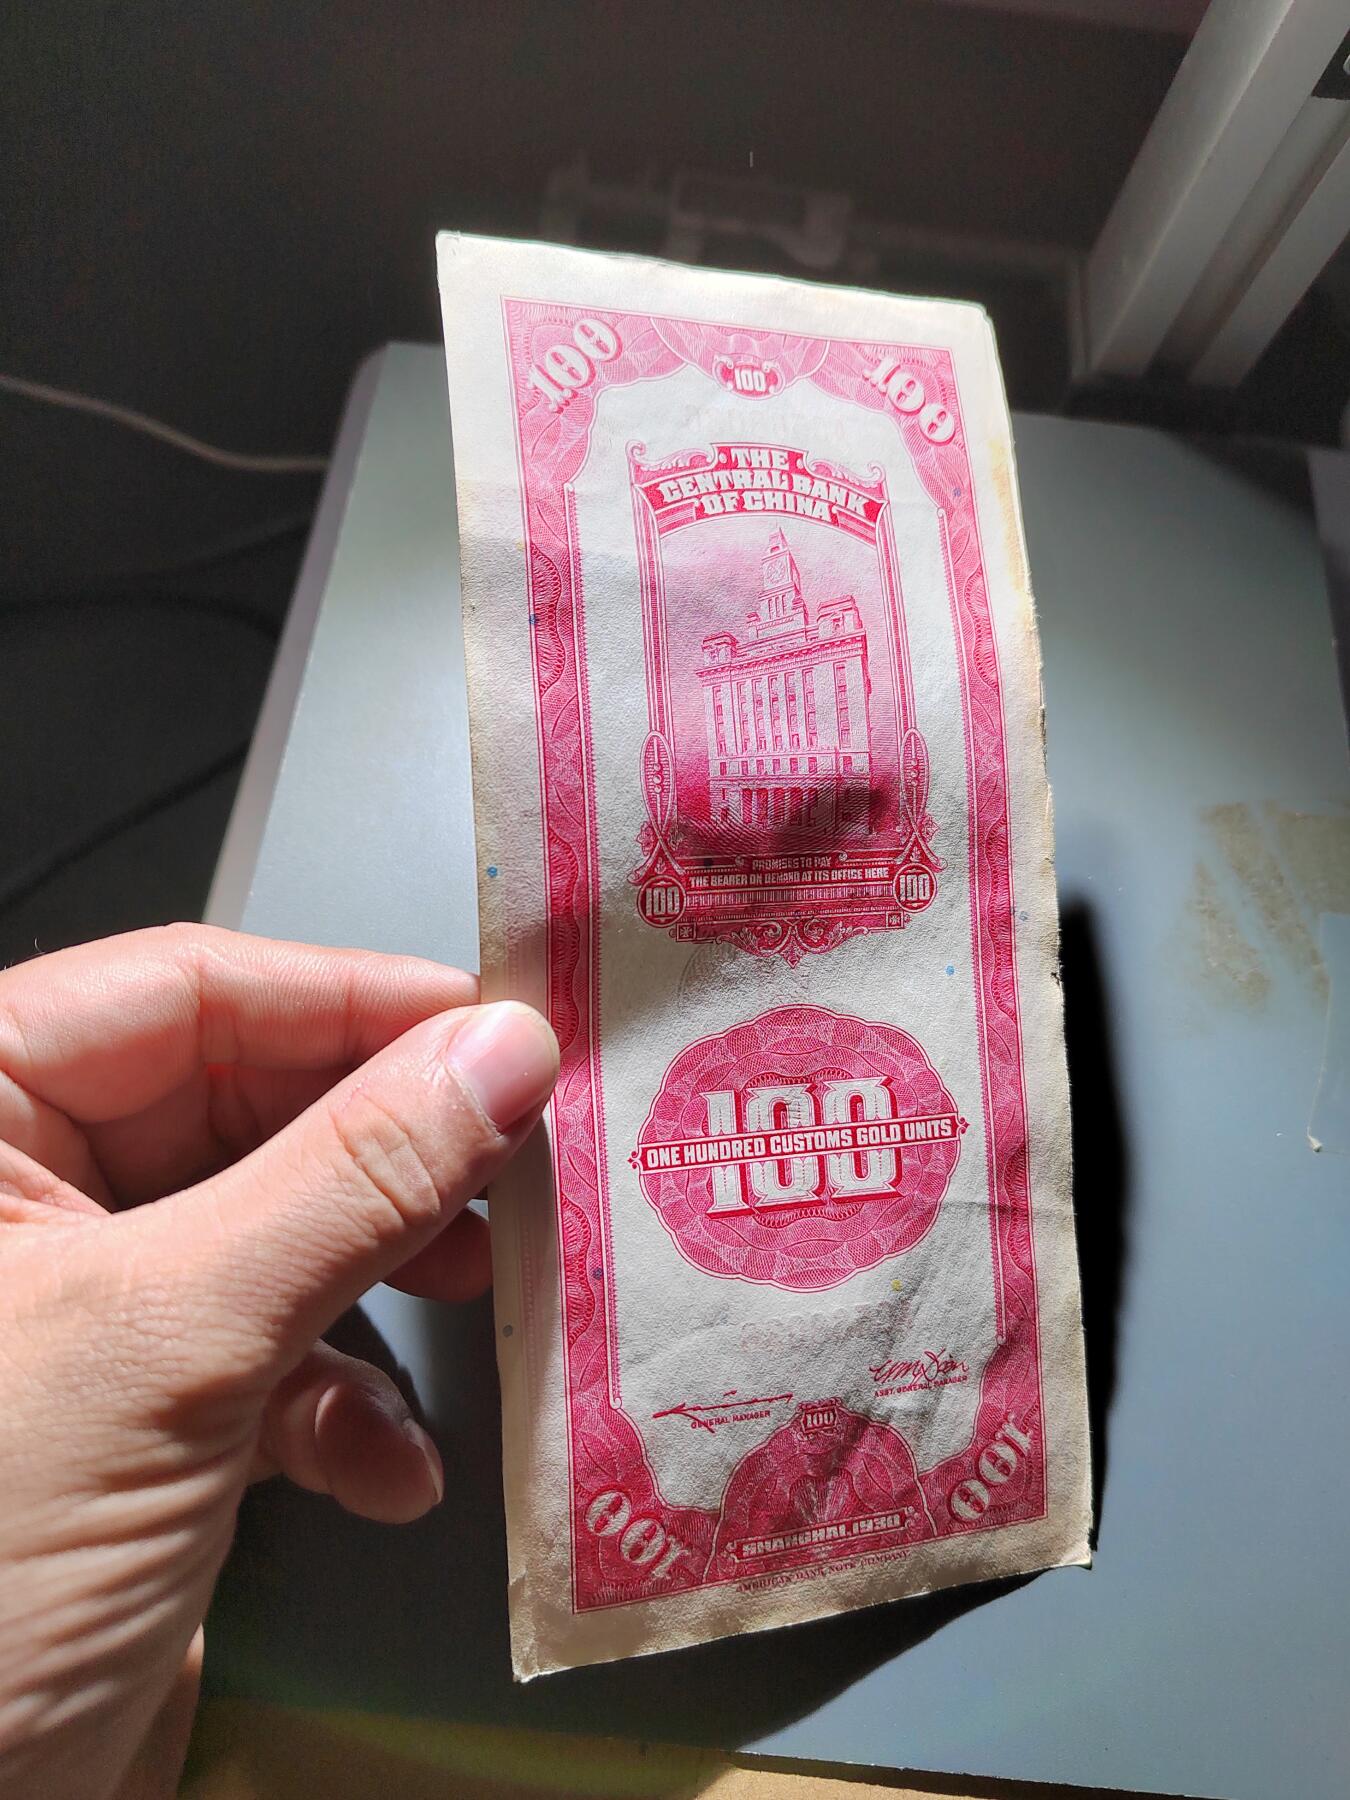 100
100
100
THE
CENTRAL BANK
OF CHINA
PROMISES TO PAY
THE BEARER ON DEMAND AT ITS OFFICE HERE
100
100
100
ONE HUNDRED CUSTOMS GOLD UNITS
ASST. GENERAL MANAGER
GENERAL MANAGER
100
100
100
SHANGHAI, 1930
AMERICAN BANK NOTE COMPANY